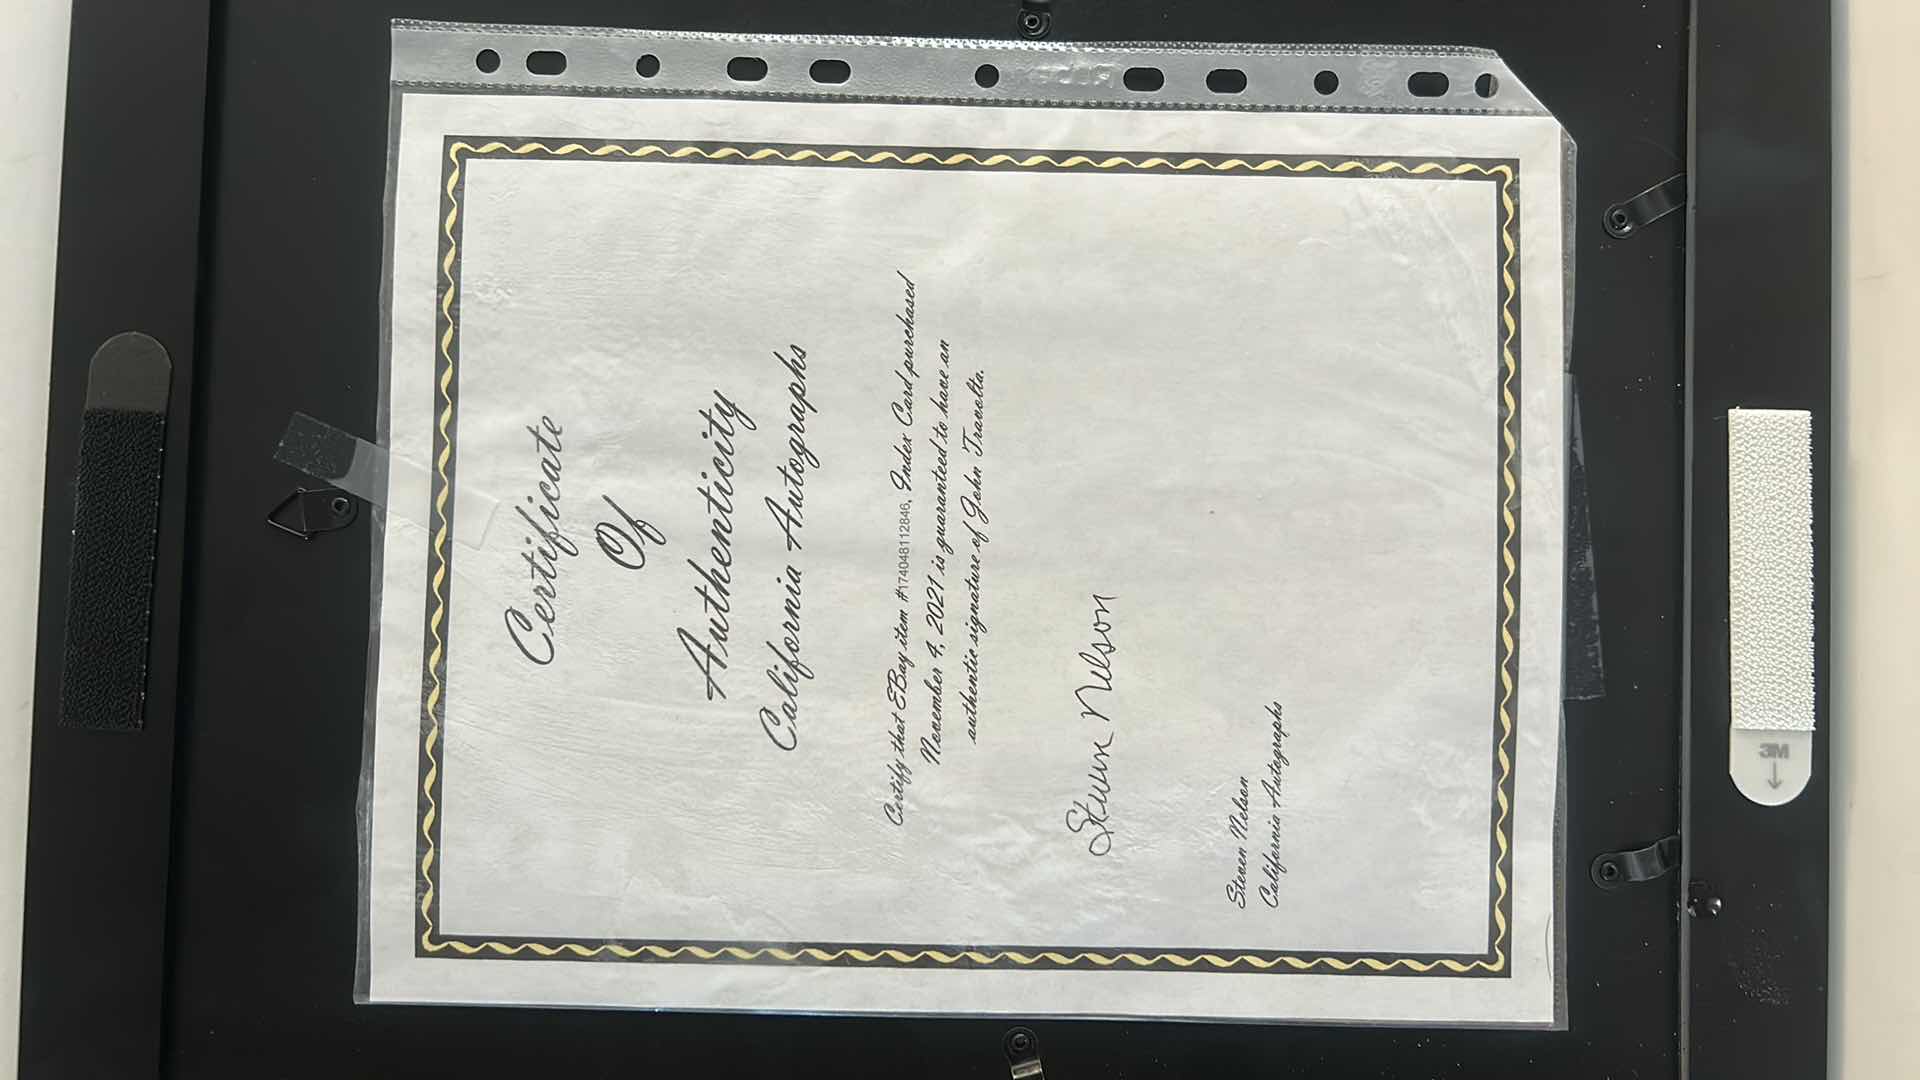 Certificate
Of
Authenticity
California Autographs
Certify that EBay item #174048112846, Index Card purchased
November 4, 2021 is guaranteed to have an
authentic signature of John Travolta.
Steven Nelson
Steven Nelson
California Autographs
3M